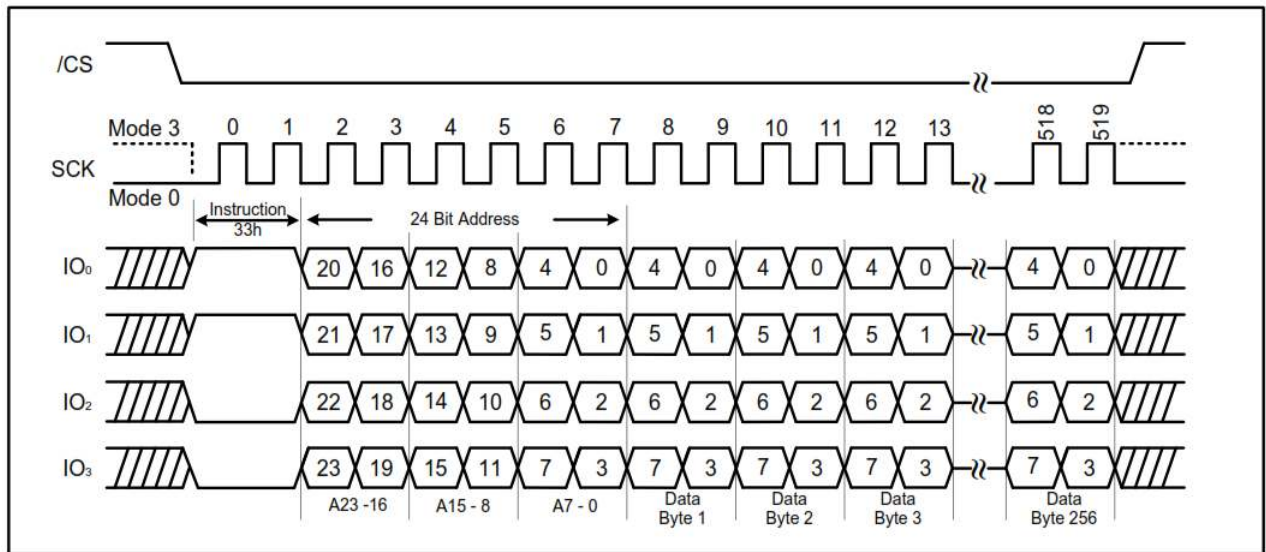 /CS
Mode 3 0 1 2 3 4 5 6 7 8 9 10 11 12 13 518 519
SCK
Mode 0
Instruction
33h
24 Bit Address
IO₀ 20 16 12 8 4 0 4 0 4 0 4 0 4 0
IO₁ 21 17 13 9 5 1 5 1 5 1 5 1 5 1
IO₂ 22 18 14 10 6 2 6 2 6 2 6 2 6 2
IO₃ 23 19 15 11 7 3 7 3 7 3 7 3 7 3
A23 -16 A15 - 8 A7 - 0 Data Data Data Data
Byte 1 Byte 2 Byte 3 Byte 256